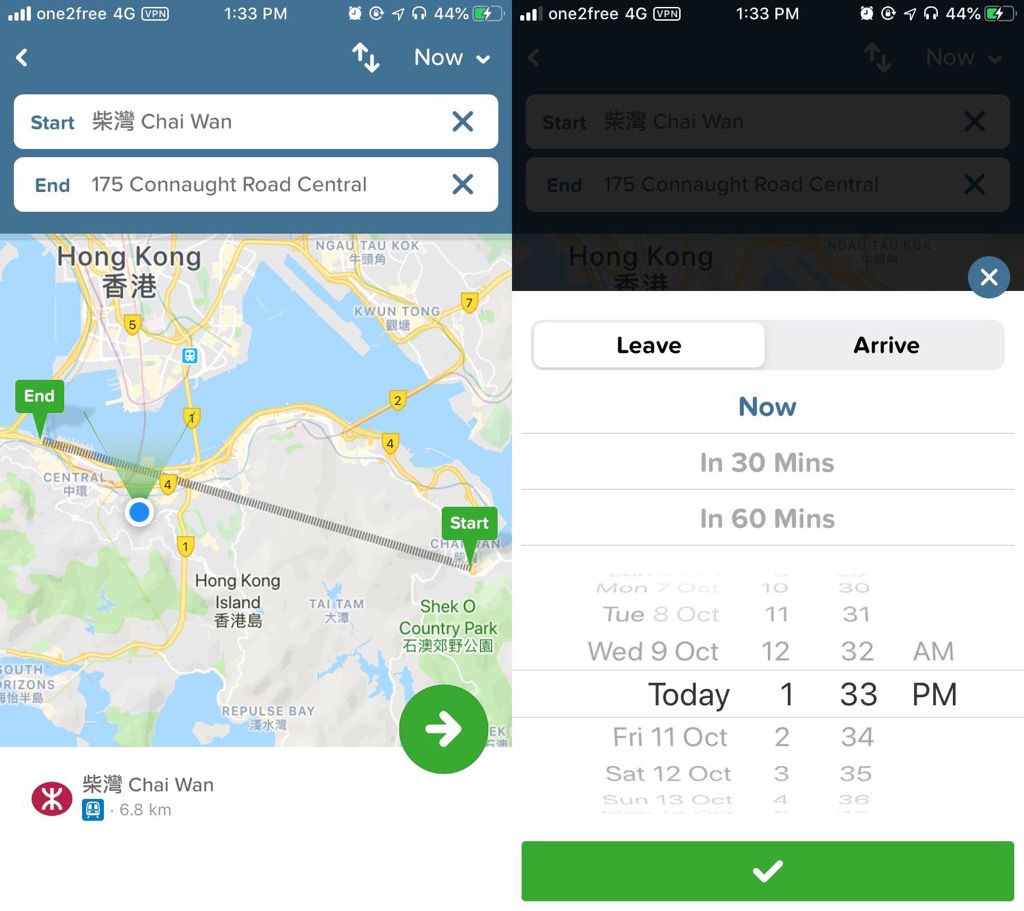 one2free 4G VPN 1:33 PM 44%
Now
Start 柴灣 Chai Wan
End 175 Connaught Road Central
Hong Kong
香港
NGAU TAU KOK
牛頭角
7
KWUN TONG
觀塘
5
End
1
2
4
CENTRAL
中環
4
Start
CHAI WAN
1
Hong Kong
Island
香港島
TAI TAM
大潭
Shek O
Country Park
石澳郊野公園
SOUTH
REPULSE BAY
淺水灣
柴灣 Chai Wan
· 6.8 km
one2free 4G VPN 1:33 PM 44%
Now
Start 柴灣 Chai Wan
End 175 Connaught Road Central
Hong Kong
香港
NGAU TAU KOK
牛頭角
Leave Arrive
Now
In 30 Mins
In 60 Mins
Mon 7 Oct 10 30
Tue 8 Oct 11 31
Wed 9 Oct 12 32 AM
Today 1 33 PM
Fri 11 Oct 2 34
Sat 12 Oct 3 35
Sun 13 Oct 4 36